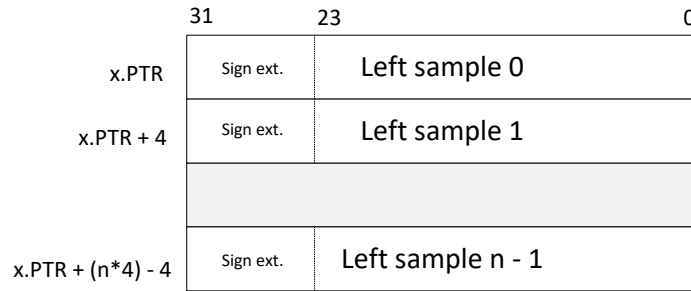 31 23 0
x.PTR Sign ext. Left sample 0
x.PTR + 4 Sign ext. Left sample 1
x.PTR + (n*4) - 4 Sign ext. Left sample n - 1